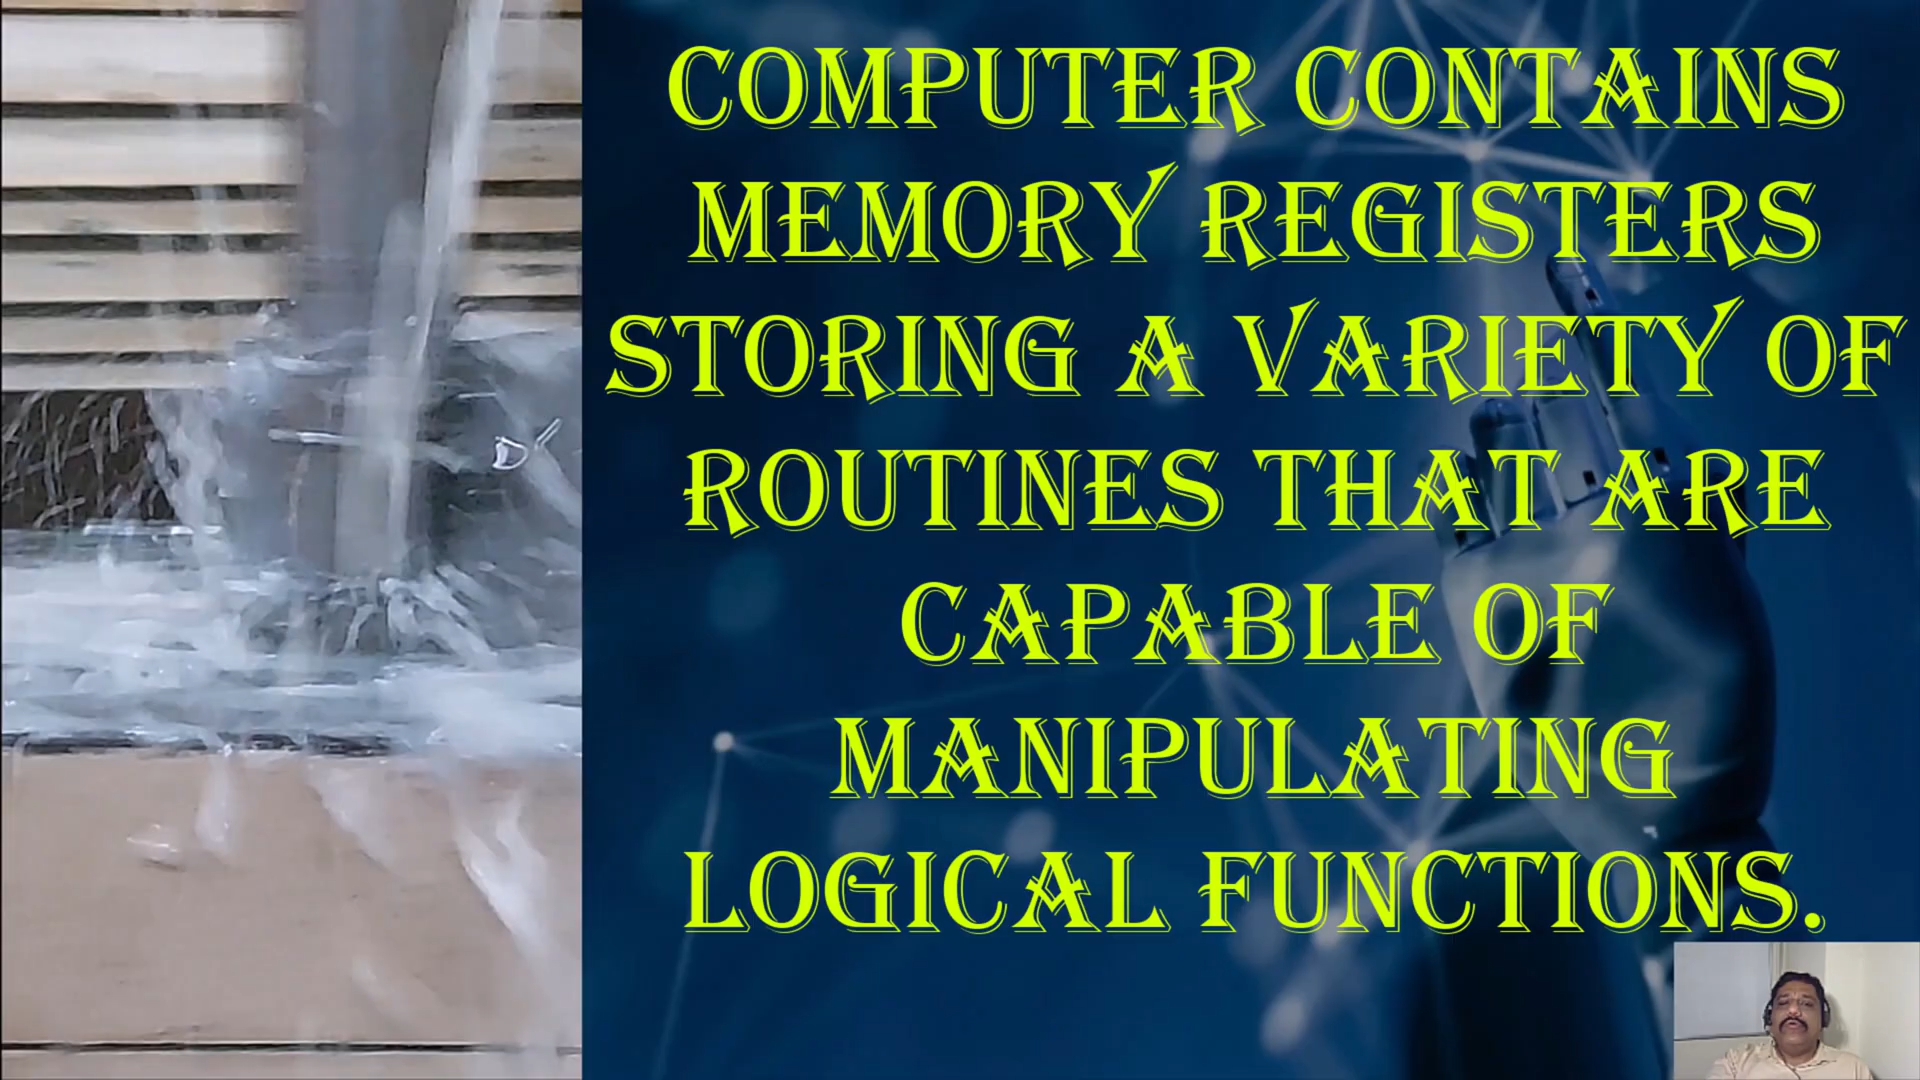 COMPUTER CONTAINS
MEMORY REGISTERS
STORING A VARIETY OF
ROUTINES THAT ARE
CAPABLE OF
MANIPULATING
LOGICAL FUNCTIONS.